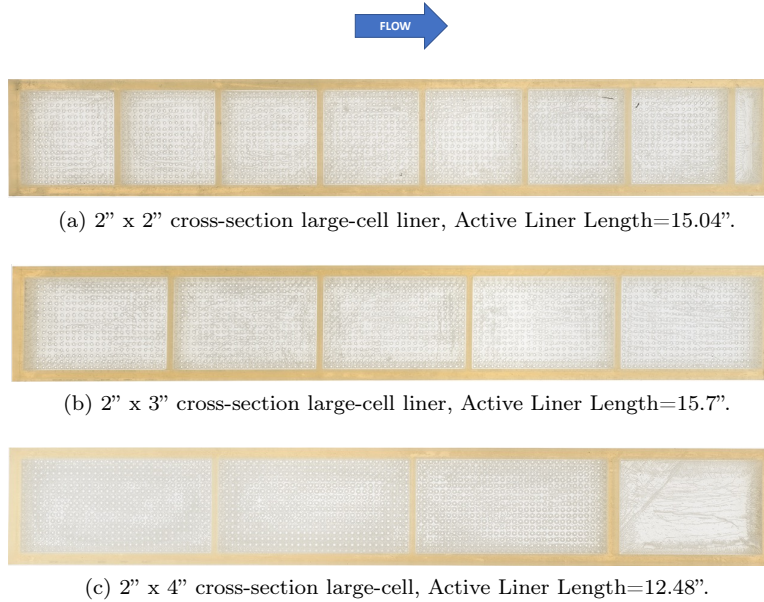 FLOW
(a) 2” x 2” cross-section large-cell liner, Active Liner Length=15.04”.
(b) 2” x 3” cross-section large-cell liner, Active Liner Length=15.7”.
(c) 2” x 4” cross-section large-cell, Active Liner Length=12.48”.